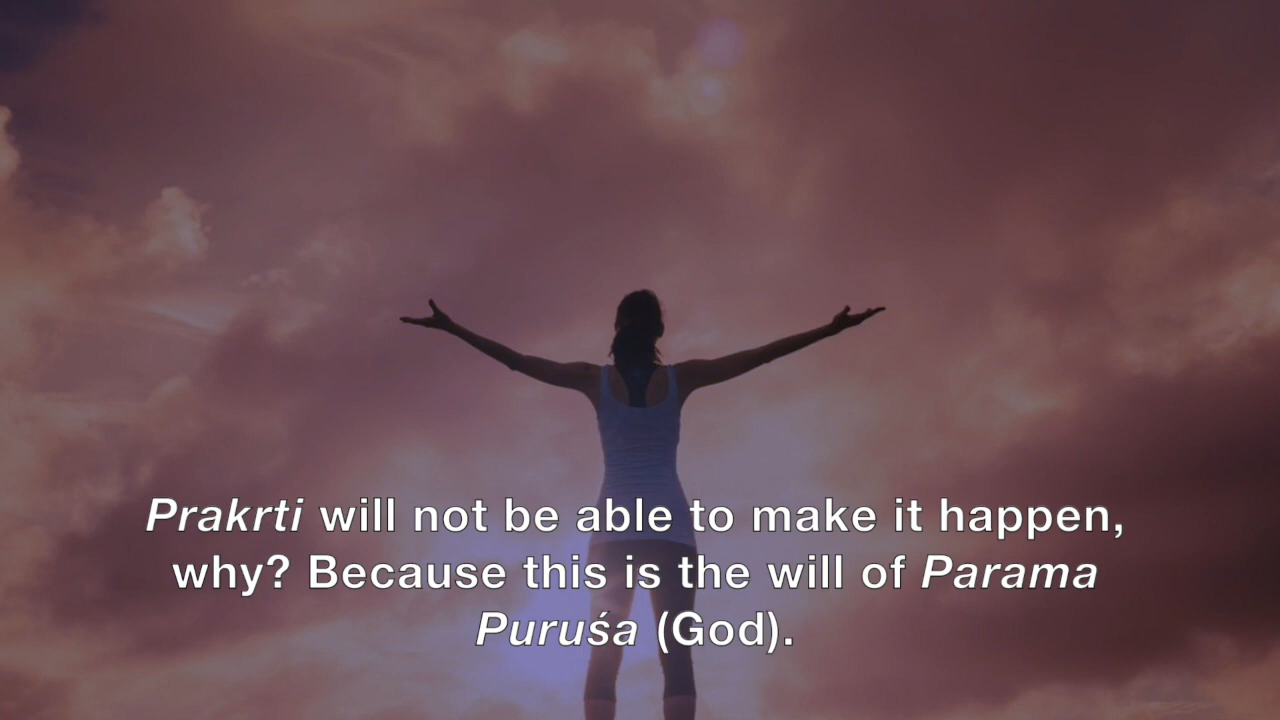 Prakrti will not be able to make it happen,
why? Because this is the will of Parama
Puruśa (God).